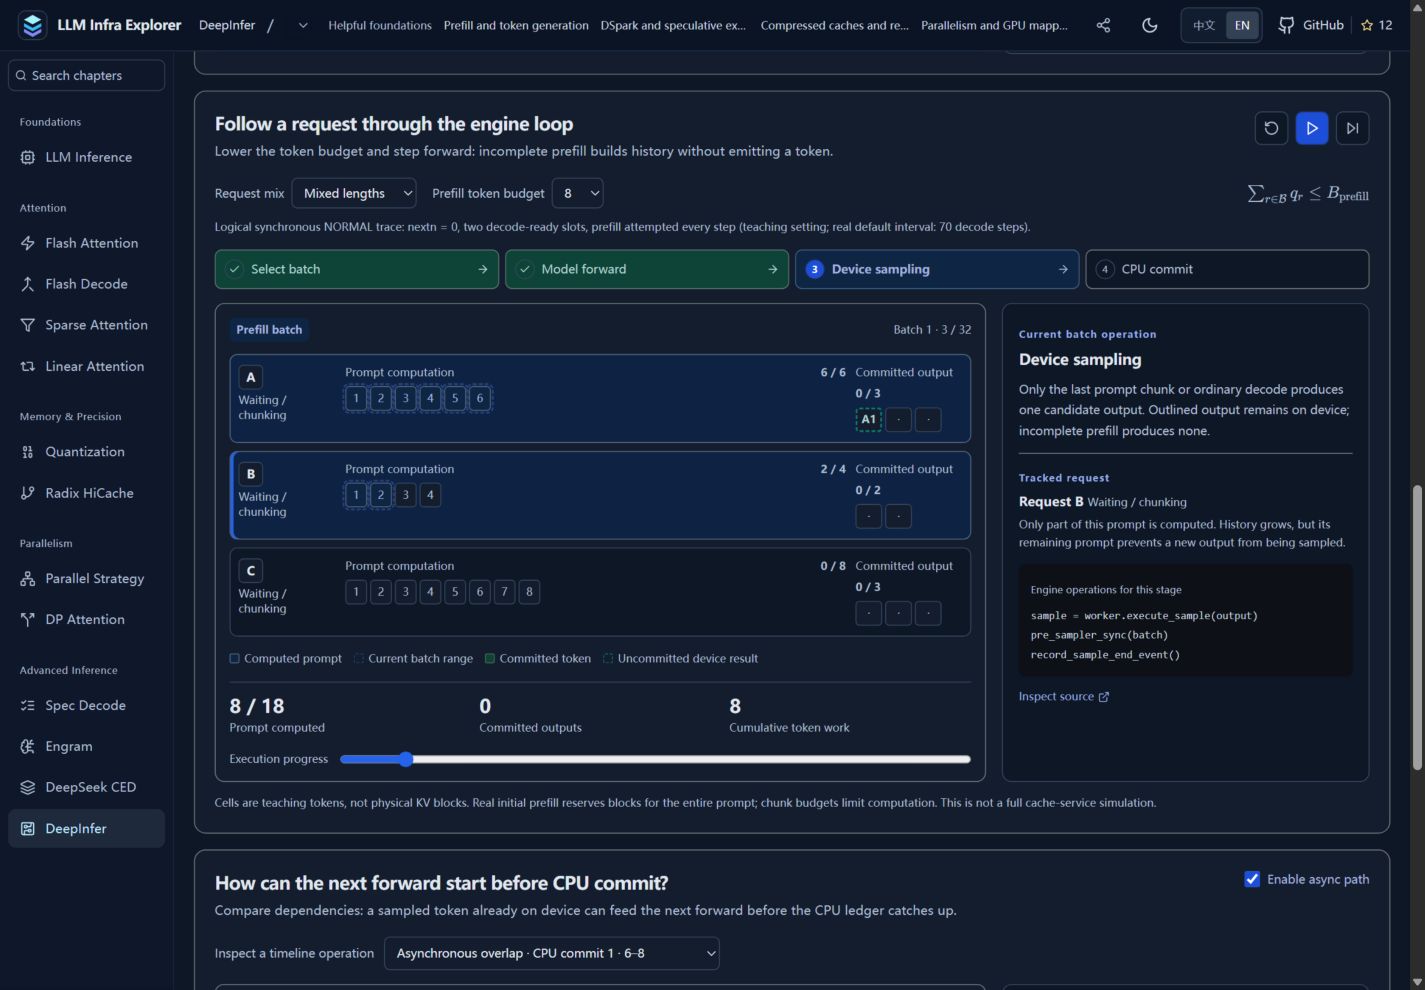 LLM Infra Explorer
DeepInfer /
Helpful foundations
Prefill and token generation
DSpark and speculative ex...
Compressed caches and re...
Parallelism and GPU mapp...
中文
EN
GitHub
12
Search chapters
Foundations
LLM Inference
Attention
Flash Attention
Flash Decode
Sparse Attention
Linear Attention
Memory & Precision
Quantization
Radix HiCache
Parallelism
Parallel Strategy
DP Attention
Advanced Inference
Spec Decode
Engram
DeepSeek CED
DeepInfer
Follow a request through the engine loop
Lower the token budget and step forward: incomplete prefill builds history without emitting a token.
Request mix Mixed lengths Prefill token budget 8
∑r∈B qr ≤ Bprefill
Logical synchronous NORMAL trace: nextn = 0, two decode-ready slots, prefill attempted every step (teaching setting; real default interval: 70 decode steps).
Select batch →
Model forward →
3 Device sampling →
4 CPU commit
Prefill batch
Batch 1 · 3 / 32
A
Waiting /
chunking
Prompt computation 6 / 6
1 2 3 4 5 6
Committed output
0 / 3
A1 · ·
B
Waiting /
chunking
Prompt computation 2 / 4
1 2 3 4
Committed output
0 / 2
· ·
C
Waiting /
chunking
Prompt computation 0 / 8
1 2 3 4 5 6 7 8
Committed output
0 / 3
· · ·
Computed prompt Current batch range Committed token Uncommitted device result
8 / 18
Prompt computed
0
Committed outputs
8
Cumulative token work
Execution progress
Current batch operation
Device sampling
Only the last prompt chunk or ordinary decode produces
one candidate output. Outlined output remains on device;
incomplete prefill produces none.
Tracked request
Request B Waiting / chunking
Only part of this prompt is computed. History grows, but its
remaining prompt prevents a new output from being sampled.
Engine operations for this stage
sample = worker.execute_sample(output)
pre_sampler_sync(batch)
record_sample_end_event()
Inspect source
Cells are teaching tokens, not physical KV blocks. Real initial prefill reserves blocks for the entire prompt; chunk budgets limit computation. This is not a full cache-service simulation.
How can the next forward start before CPU commit?
Enable async path
Compare dependencies: a sampled token already on device can feed the next forward before the CPU ledger catches up.
Inspect a timeline operation Asynchronous overlap · CPU commit 1 · 6–8